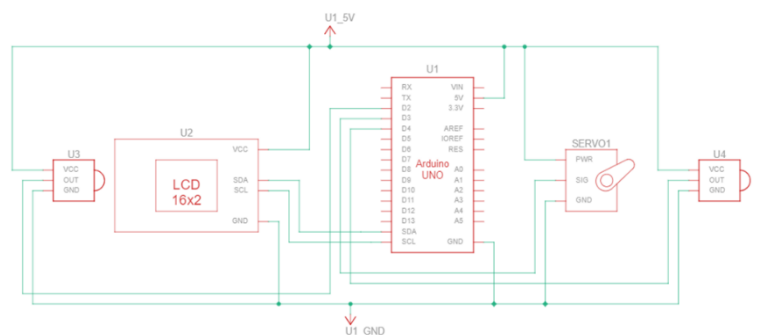 U1_5V
U1
RX
TX
D2
D3
D4
D5
D6
D7
D8
D9
D10
D11
D12
D13
SDA
SCL
Arduino
UNO
VIN
5V
3.3V
AREF
IOREF
RES
A0
A1
A2
A3
A4
A5
GND
U2
LCD
16x2
VCC
SDA
SCL
GND
U3
VCC
OUT
GND
SERVO1
PWR
SIG
GND
U4
VCC
OUT
GND
U1_GND